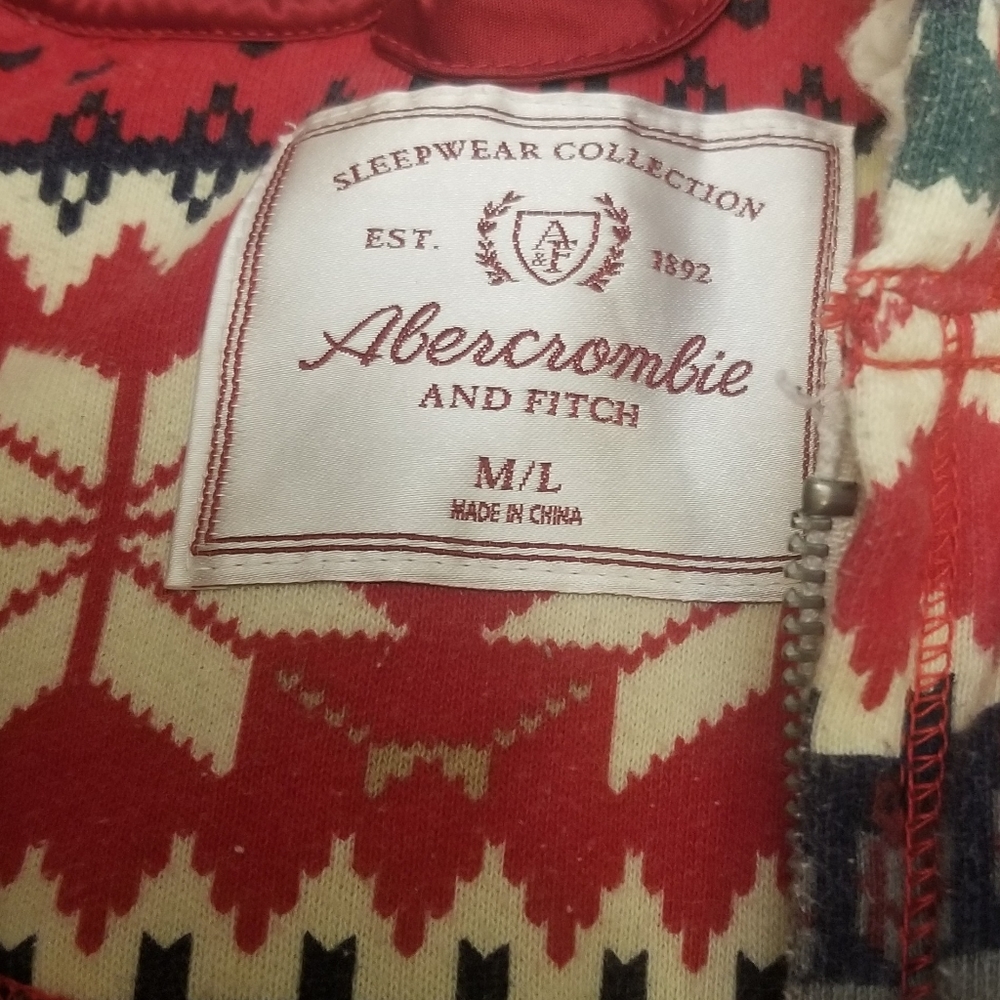 SLEEPWEAR COLLECTION
EST. A&F 1892
Abercrombie
AND FITCH
M/L
MADE IN CHINA